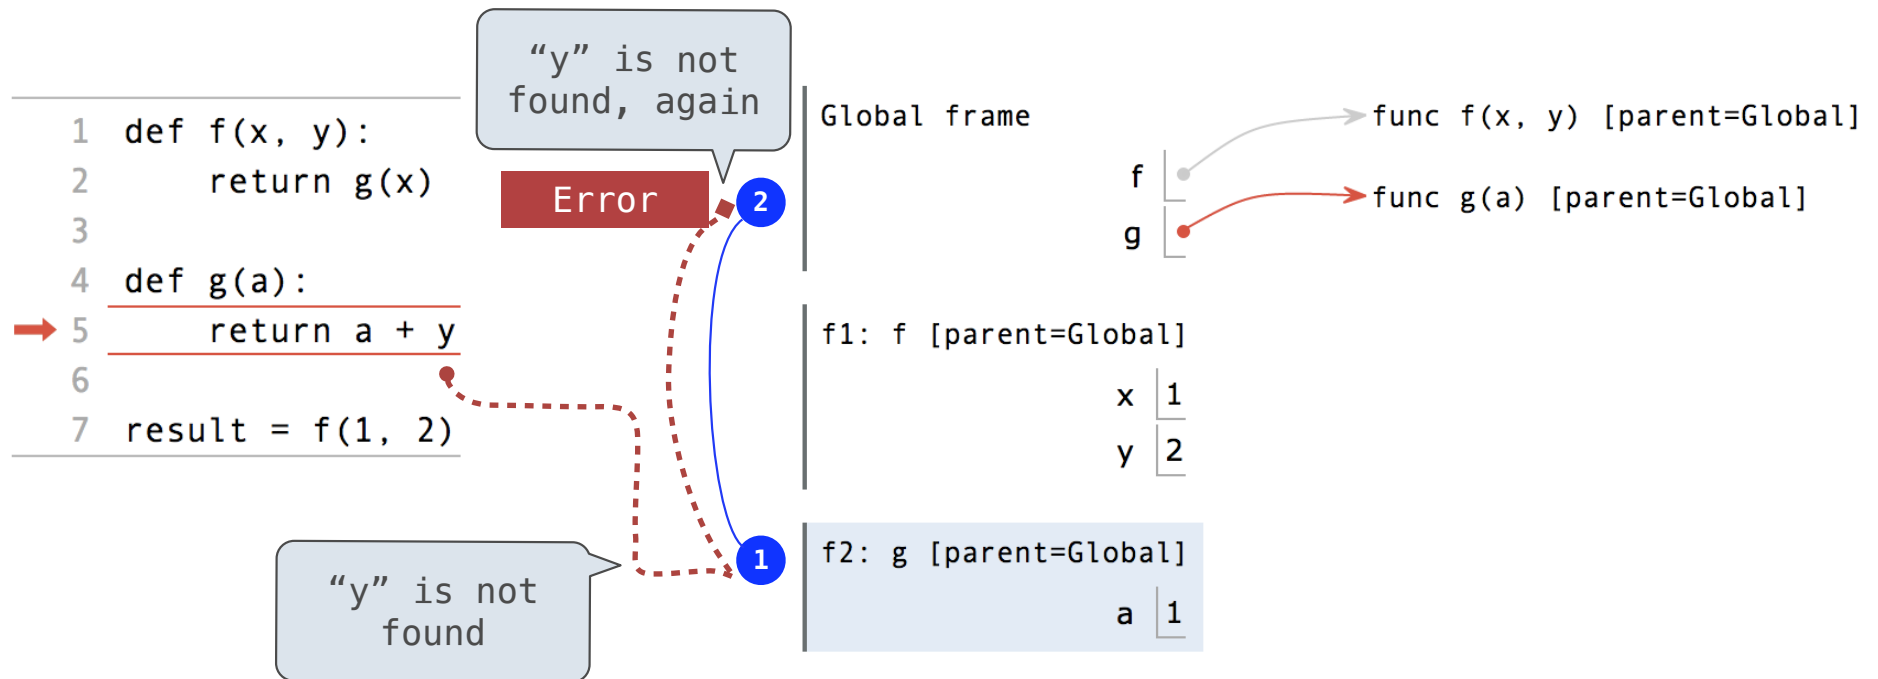 “y” is not
found, again
1 def f(x, y):
2     return g(x)
3
4 def g(a):
5     return a + y
6
7 result = f(1, 2)
Error
2
1
“y” is not
found
Global frame
f
g
func f(x, y) [parent=Global]
func g(a) [parent=Global]
f1: f [parent=Global]
x 1
y 2
f2: g [parent=Global]
a 1